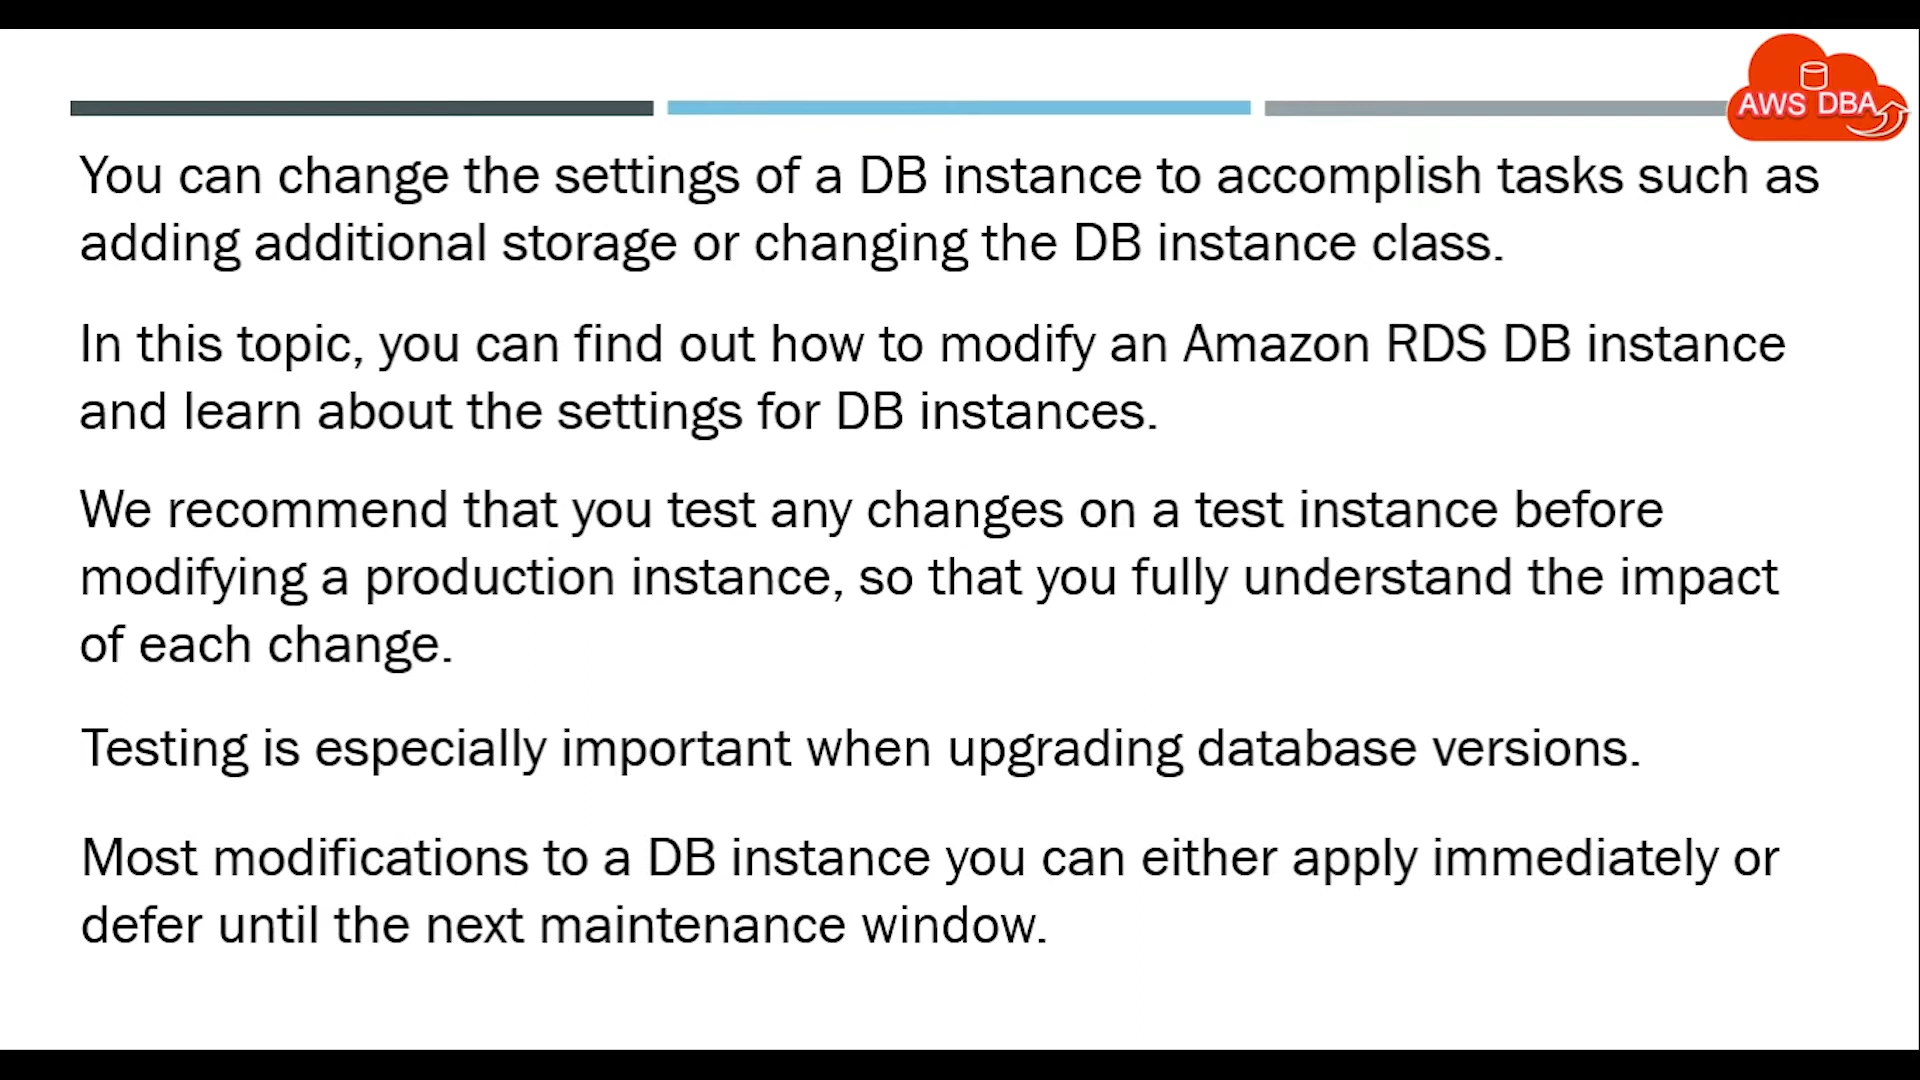 AWS DBA
You can change the settings of a DB instance to accomplish tasks such as
adding additional storage or changing the DB instance class.
In this topic, you can find out how to modify an Amazon RDS DB instance
and learn about the settings for DB instances.
We recommend that you test any changes on a test instance before
modifying a production instance, so that you fully understand the impact
of each change.
Testing is especially important when upgrading database versions.
Most modifications to a DB instance you can either apply immediately or
defer until the next maintenance window.